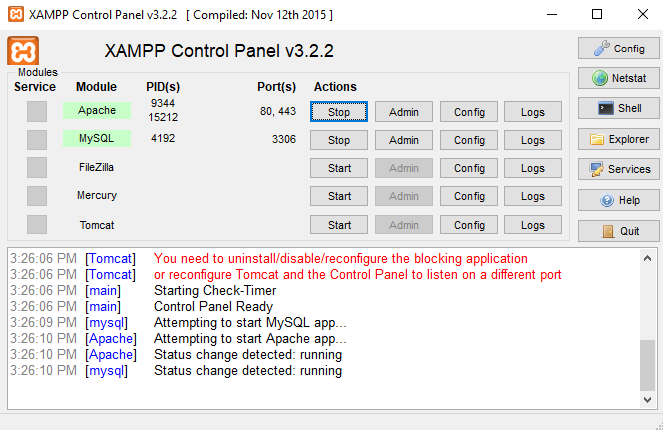 XAMPP Control Panel v3.2.2 [ Compiled: Nov 12th 2015 ]
XAMPP Control Panel v3.2.2
Config
Modules
Service Module PID(s) Port(s) Actions
Netstat
Apache 9344 15212 80, 443 Stop Admin Config Logs
Shell
MySQL 4192 3306 Stop Admin Config Logs
Explorer
FileZilla Start Admin Config Logs
Services
Mercury Start Admin Config Logs
Help
Tomcat Start Admin Config Logs
Quit
3:26:06 PM [Tomcat] You need to uninstall/disable/reconfigure the blocking application
3:26:06 PM [Tomcat] or reconfigure Tomcat and the Control Panel to listen on a different port
3:26:06 PM [main] Starting Check-Timer
3:26:06 PM [main] Control Panel Ready
3:26:09 PM [mysql] Attempting to start MySQL app...
3:26:10 PM [Apache] Attempting to start Apache app...
3:26:10 PM [Apache] Status change detected: running
3:26:10 PM [mysql] Status change detected: running